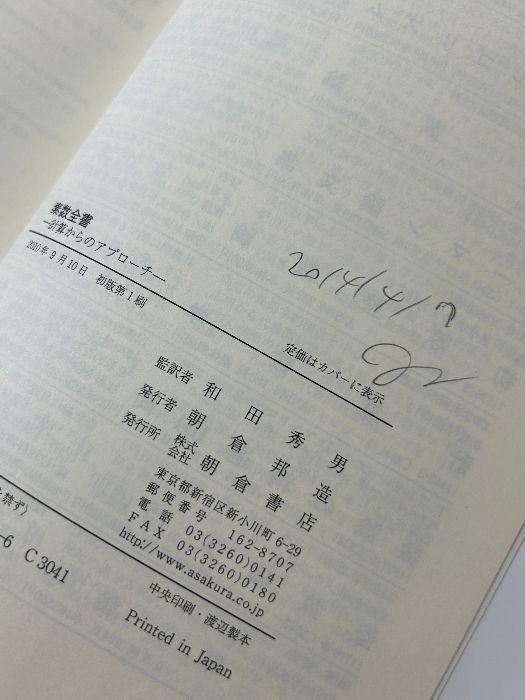 素数全書
―計算からのアプローチ―
2010年9月10日 初版第1刷
定価はカバーに表示
監訳者 和田秀男
発行者 朝倉邦造
発行所 株式会社 朝倉書店
東京都新宿区新小川町6-29
郵便番号 162-8707
電話 03(3260)0141
FAX 03(3260)0180
http://www.asakura.co.jp
禁ず)
中央印刷・渡辺製本
-6 C3041
Printed in Japan